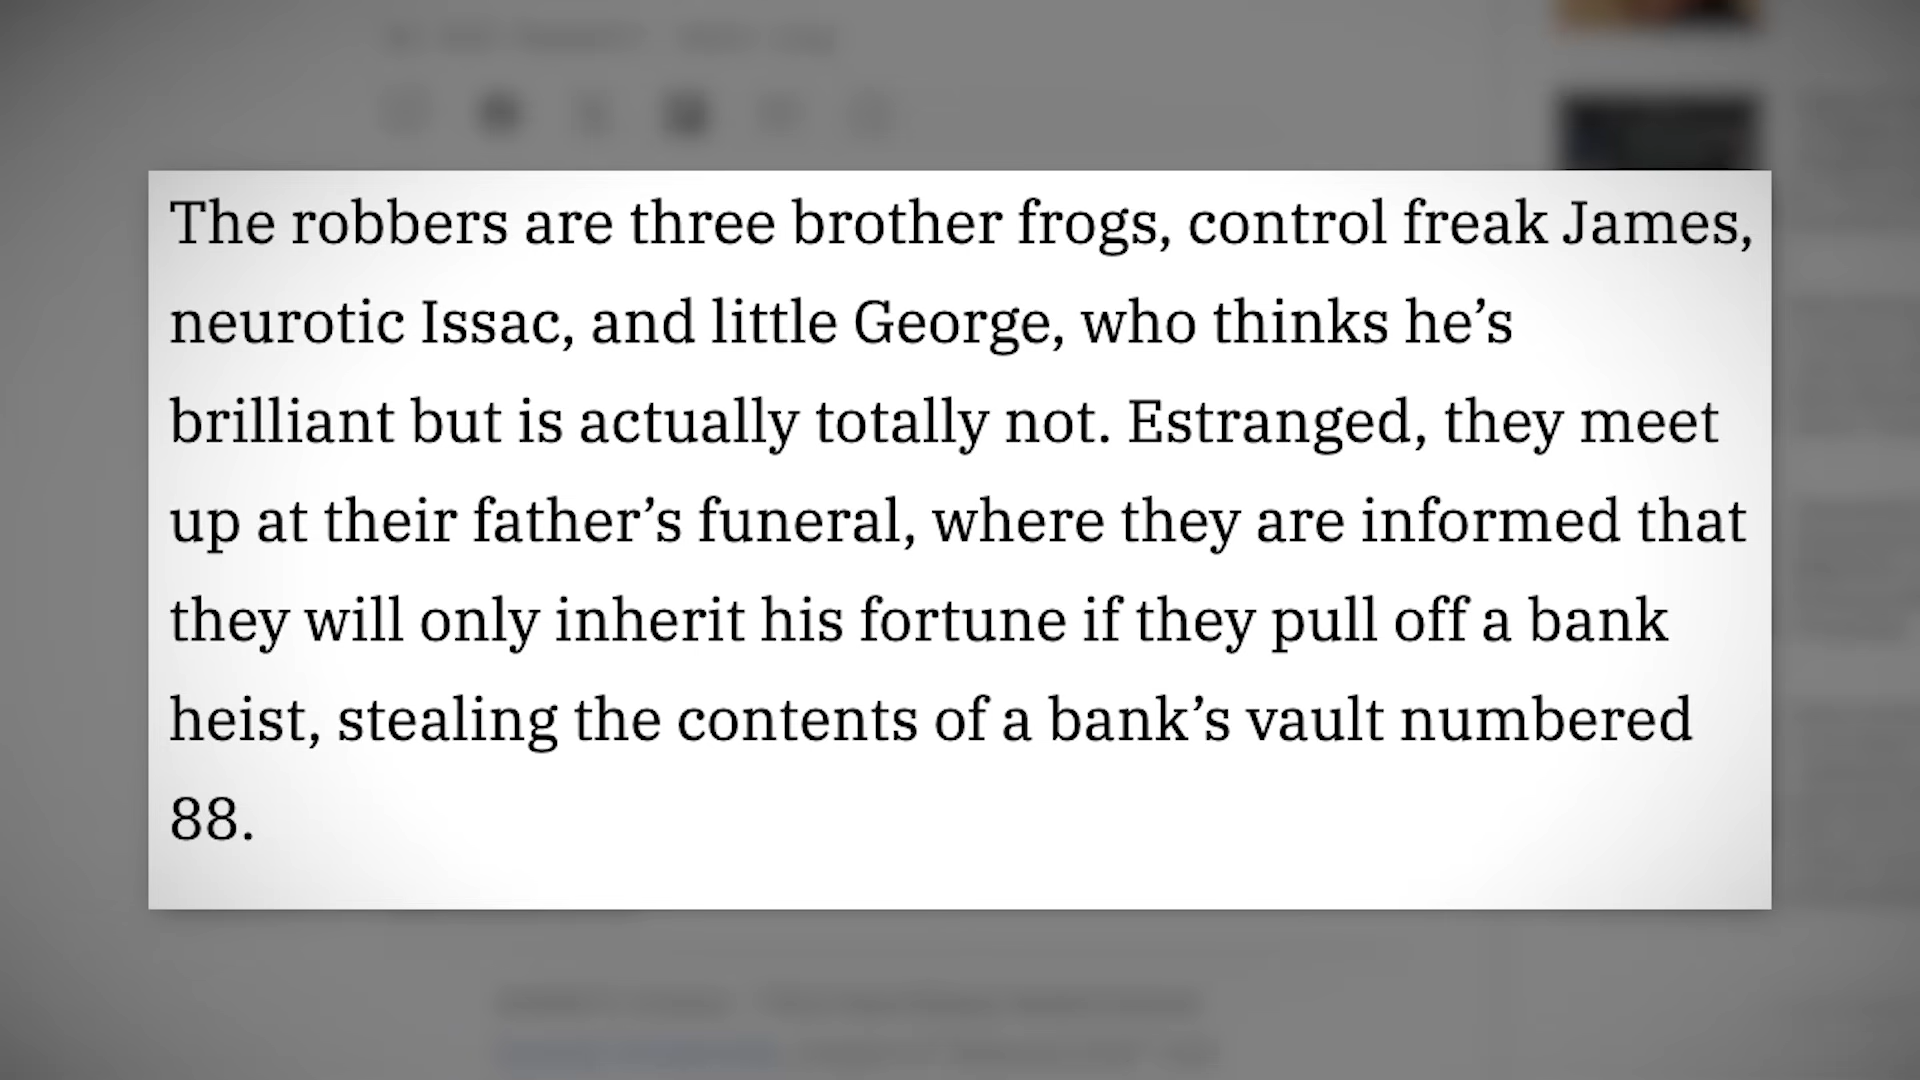 The robbers are three brother frogs, control freak James,
neurotic Issac, and little George, who thinks he’s
brilliant but is actually totally not. Estranged, they meet
up at their father’s funeral, where they are informed that
they will only inherit his fortune if they pull off a bank
heist, stealing the contents of a bank’s vault numbered
88.